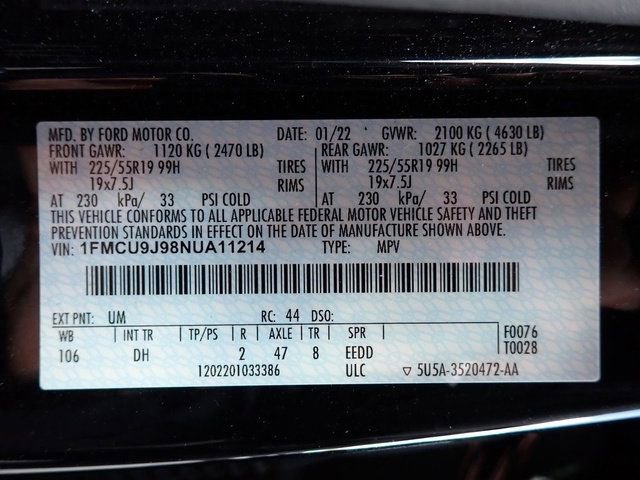 MFD. BY FORD MOTOR CO. DATE: 01/22 GVWR: 2100 KG ( 4630 LB)
FRONT GAWR: 1120 KG ( 2470 LB) REAR GAWR: 1027 KG ( 2265 LB)
WITH 225/55R19 99H TIRES WITH 225/55R19 99H TIRES
19x7.5J RIMS 19x7.5J RIMS
AT 230 kPa/ 33 PSI COLD AT 230 kPa/ 33 PSI COLD
THIS VEHICLE CONFORMS TO ALL APPLICABLE FEDERAL MOTOR VEHICLE SAFETY AND THEFT
PREVENTION STANDARDS IN EFFECT ON THE DATE OF MANUFACTURE SHOWN ABOVE.
VIN: 1FMCU9J98NUA11214 TYPE: MPV
EXT PNT: UM RC: 44 DSO:
WB INT TR TP/PS R AXLE TR SPR F0076
106 DH 2 47 8 EEDD T0028
1202201033386 ULC ▽ 5U5A-3520472-AA